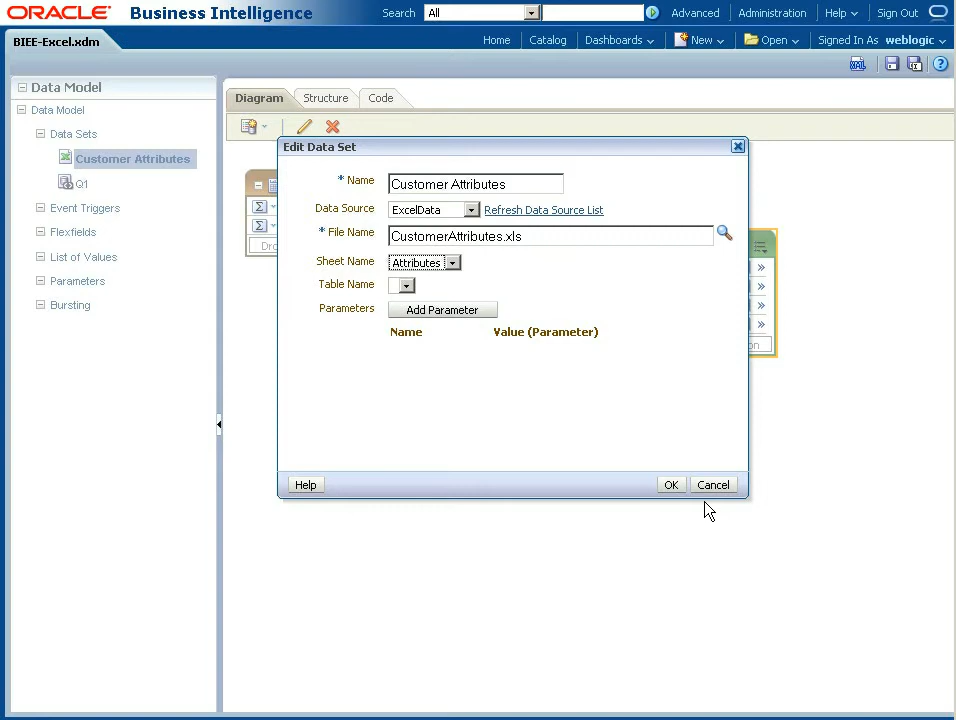 ORACLE Business Intelligence
Search All Advanced Administration Help Sign Out
BIEE-Excel.xdm
Home Catalog Dashboards New Open Signed In As weblogic
Data Model
Data Model
Data Sets
Customer Attributes
Q1
Event Triggers
Flexfields
List of Values
Parameters
Bursting
Diagram Structure Code
Edit Data Set
* Name Customer Attributes
Data Source ExcelData Refresh Data Source List
* File Name CustomerAttributes.xls
Sheet Name Attributes
Table Name
Parameters Add Parameter
Name Value (Parameter)
Help OK Cancel